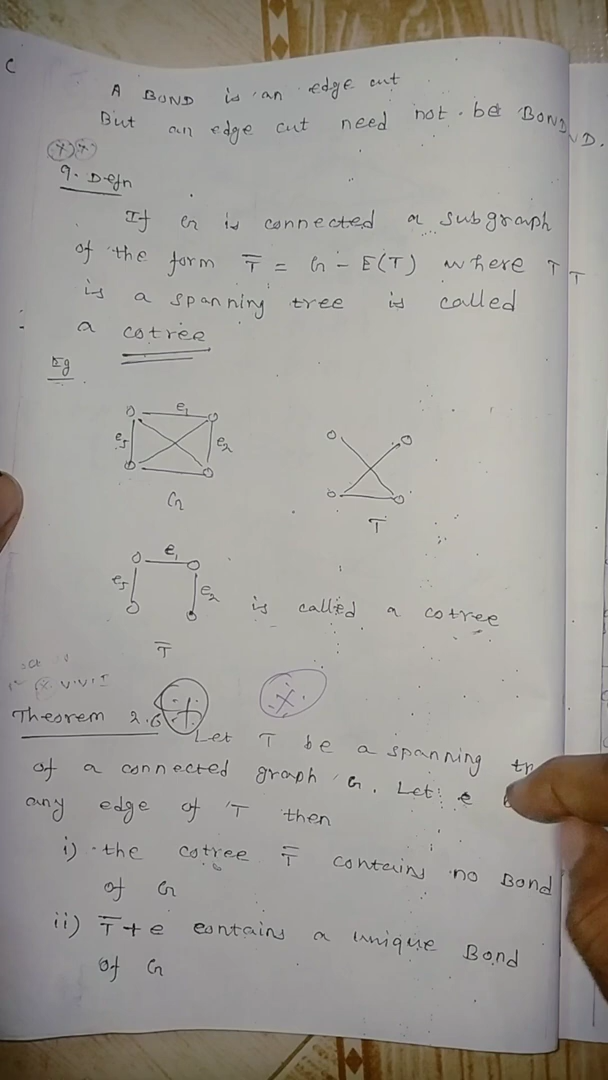 C
A BOND is an edge cut
But an edge cut need not be BOND
ND.
9. Defn
If G is connected a subgraph
of the form T̅ = G - E(T) where T T
is a spanning tree is called
a cotree
Eg
e1
e5
e2
G
T
e1
e5
e2
T̅
is called a cotree
V.V.I
Theorem 2.6
Let T be a spanning
of a connected graph G. Let e
any edge of T then
i) the cotree T̅ contains no Bond
of G
ii) T̅+e contains a unique Bond
of G